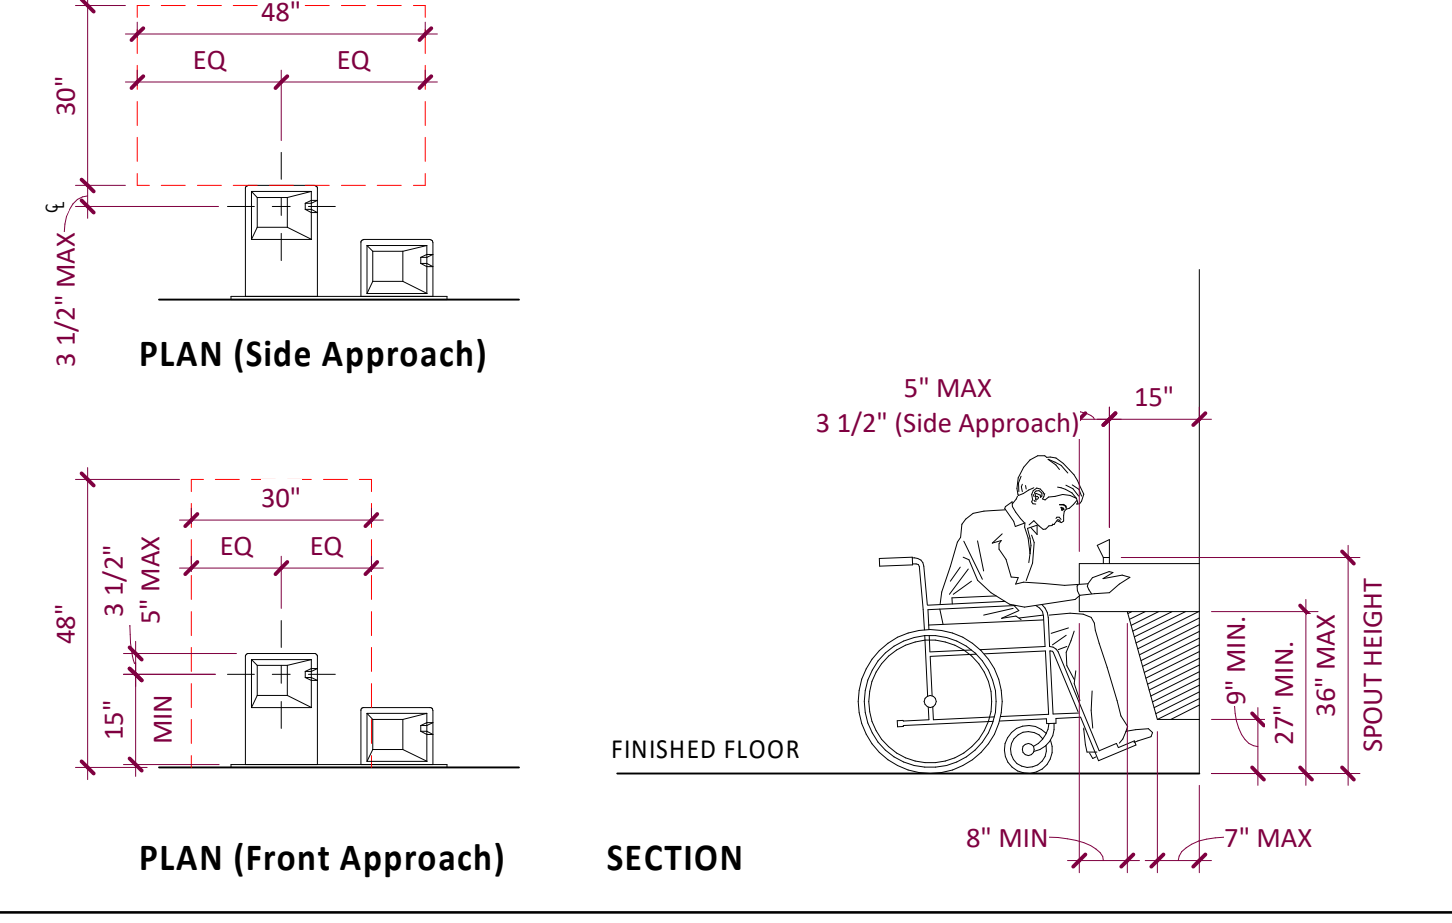 48"
EQ
EQ
30"
℄
3 1/2" MAX
PLAN (Side Approach)
30"
EQ
EQ
48"
3 1/2"
5" MAX
15"
MIN
PLAN (Front Approach)
5" MAX
3 1/2" (Side Approach)
15"
FINISHED FLOOR
9" MIN.
27" MIN.
36" MAX
SPOUT HEIGHT
8" MIN
7" MAX
SECTION